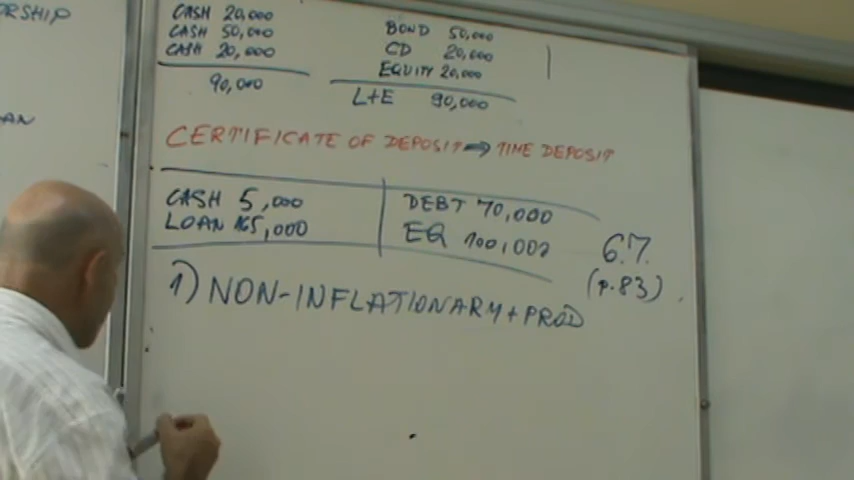 ORSHIP
AN
CASH 20,000
CASH 50,000
CASH 20,000
90,000
BOND 50,000
CD 20,000
EQUITY 20,000
L+E 90,000
CERTIFICATE OF DEPOSIT → TIME DEPOSIT
CASH 5,000
LOAN 165,000
DEBT 70,000
EQ 100,000
6.7.
(p.83)
1) NON-INFLATIONARY + PROD